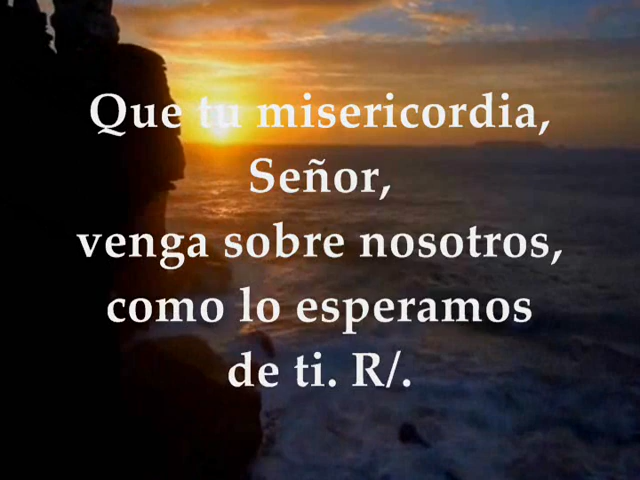 Que tu misericordia,
Señor,
venga sobre nosotros,
como lo esperamos
de ti. R/.